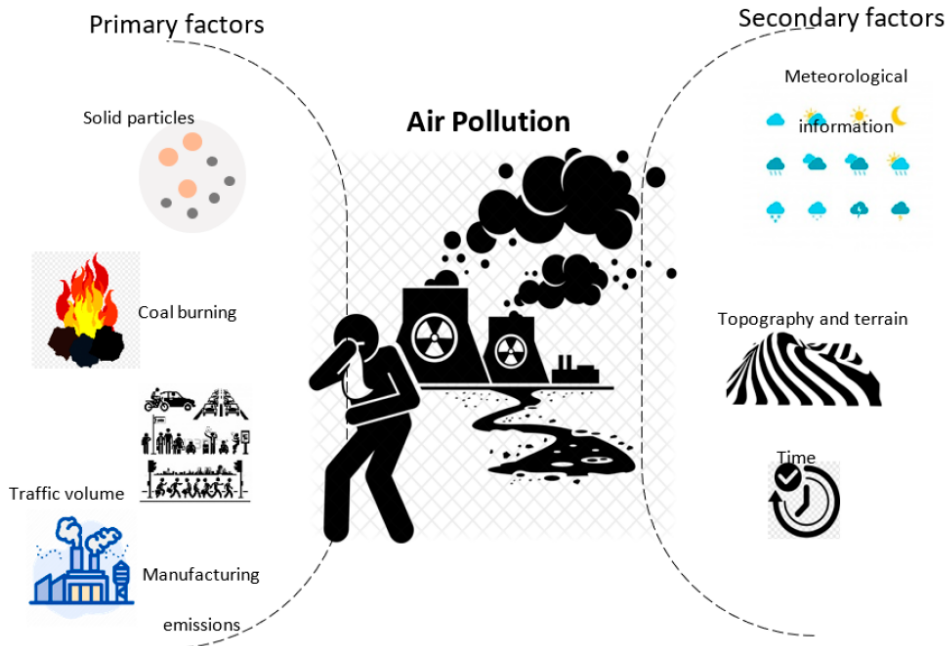 Primary factors
Solid particles
Coal burning
Traffic volume
Manufacturing
emissions
Air Pollution
Secondary factors
Meteorological
information
Topography and terrain
Time